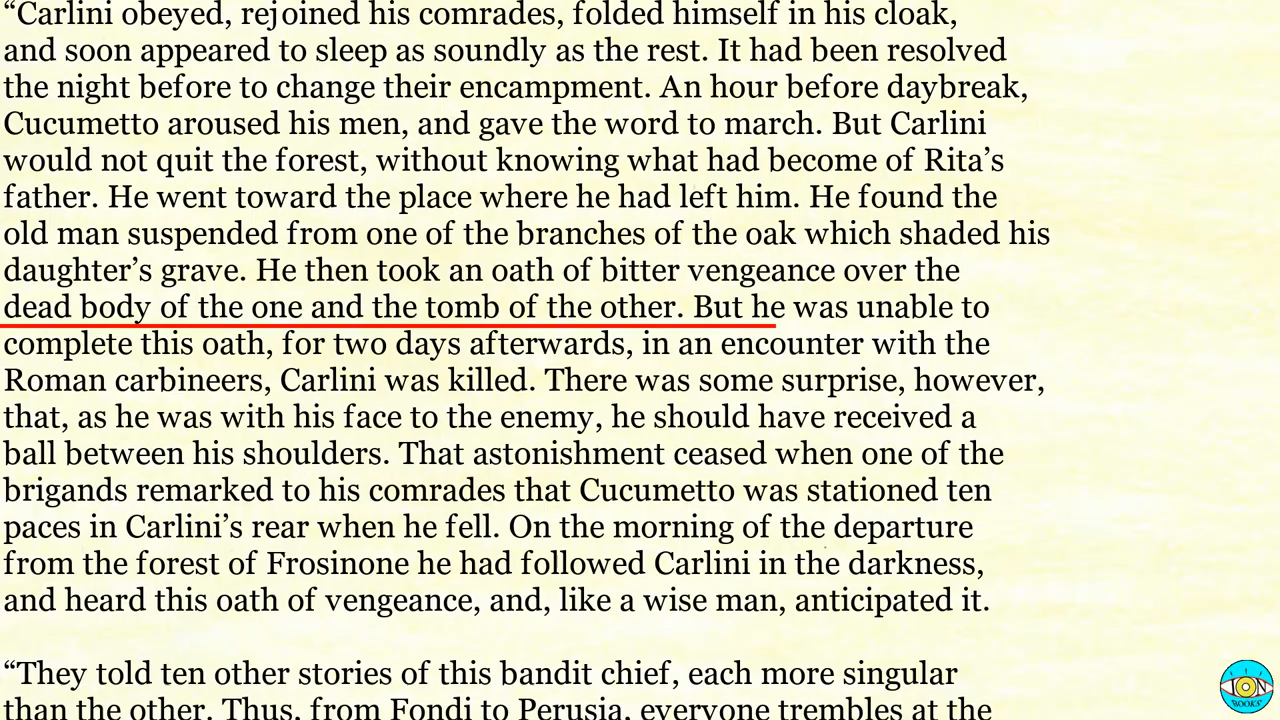 “Carlini obeyed, rejoined his comrades, folded himself in his cloak,
and soon appeared to sleep as soundly as the rest. It had been resolved
the night before to change their encampment. An hour before daybreak,
Cucumetto aroused his men, and gave the word to march. But Carlini
would not quit the forest, without knowing what had become of Rita’s
father. He went toward the place where he had left him. He found the
old man suspended from one of the branches of the oak which shaded his
daughter’s grave. He then took an oath of bitter vengeance over the
dead body of the one and the tomb of the other. But he was unable to
complete this oath, for two days afterwards, in an encounter with the
Roman carbineers, Carlini was killed. There was some surprise, however,
that, as he was with his face to the enemy, he should have received a
ball between his shoulders. That astonishment ceased when one of the
brigands remarked to his comrades that Cucumetto was stationed ten
paces in Carlini’s rear when he fell. On the morning of the departure
from the forest of Frosinone he had followed Carlini in the darkness,
and heard this oath of vengeance, and, like a wise man, anticipated it.
“They told ten other stories of this bandit chief, each more singular
than the other. Thus, from Fondi to Perusia, everyone trembles at the
ION
BOOKS